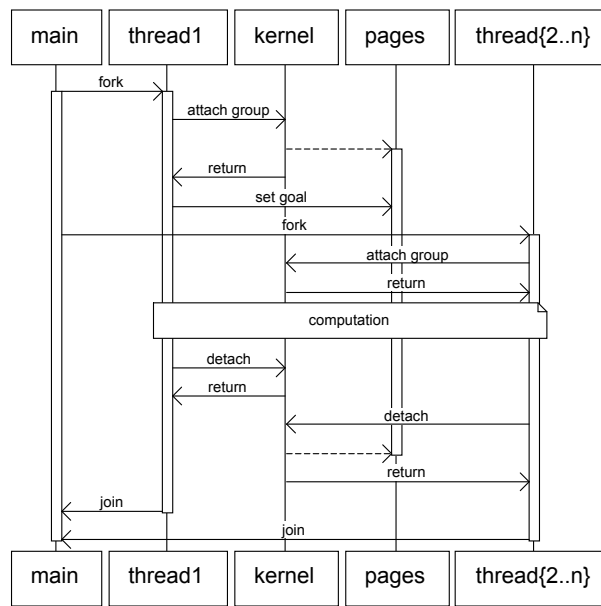 main thread1 kernel pages thread{2..n}
fork
attach group
return
set goal
fork
attach group
return
computation
detach
return
detach
return
join
join
main thread1 kernel pages thread{2..n}